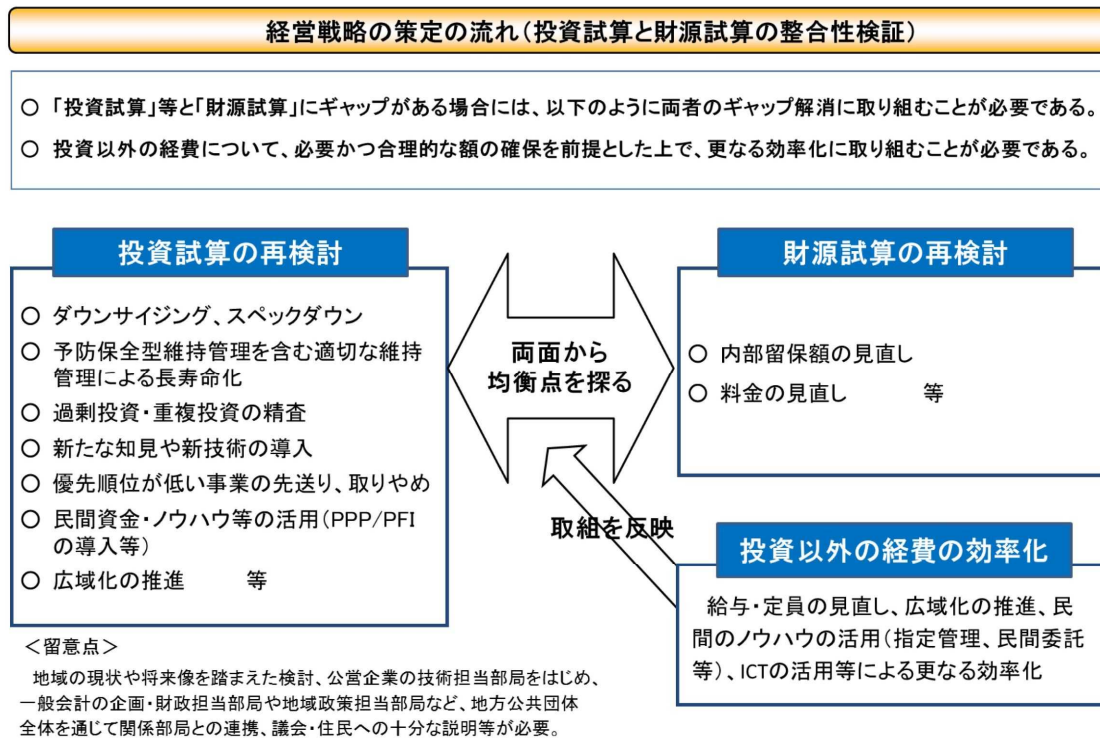 経営戦略の策定の流れ(投資試算と財源試算の整合性検証)
○ 「投資試算」等と「財源試算」にギャップがある場合には、以下のように両者のギャップ解消に取り組むことが必要である。
○ 投資以外の経費について、必要かつ合理的な額の確保を前提とした上で、更なる効率化に取り組むことが必要である。
投資試算の再検討
○ ダウンサイジング、スペックダウン
○ 予防保全型維持管理を含む適切な維持
管理による長寿命化
○ 過剰投資・重複投資の精査
○ 新たな知見や新技術の導入
○ 優先順位が低い事業の先送り、取りやめ
○ 民間資金・ノウハウ等の活用(PPP/PFI
の導入等)
○ 広域化の推進 等
両面から
均衡点を探る
財源試算の再検討
○ 内部留保額の見直し
○ 料金の見直し 等
取組を反映
投資以外の経費の効率化
給与・定員の見直し、広域化の推進、民
間のノウハウの活用(指定管理、民間委託
等)、ICTの活用等による更なる効率化
<留意点>
地域の現状や将来像を踏まえた検討、公営企業の技術担当部局をはじめ、
一般会計の企画・財政担当部局や地域政策担当部局など、地方公共団体
全体を通じて関係部局との連携、議会・住民への十分な説明等が必要。